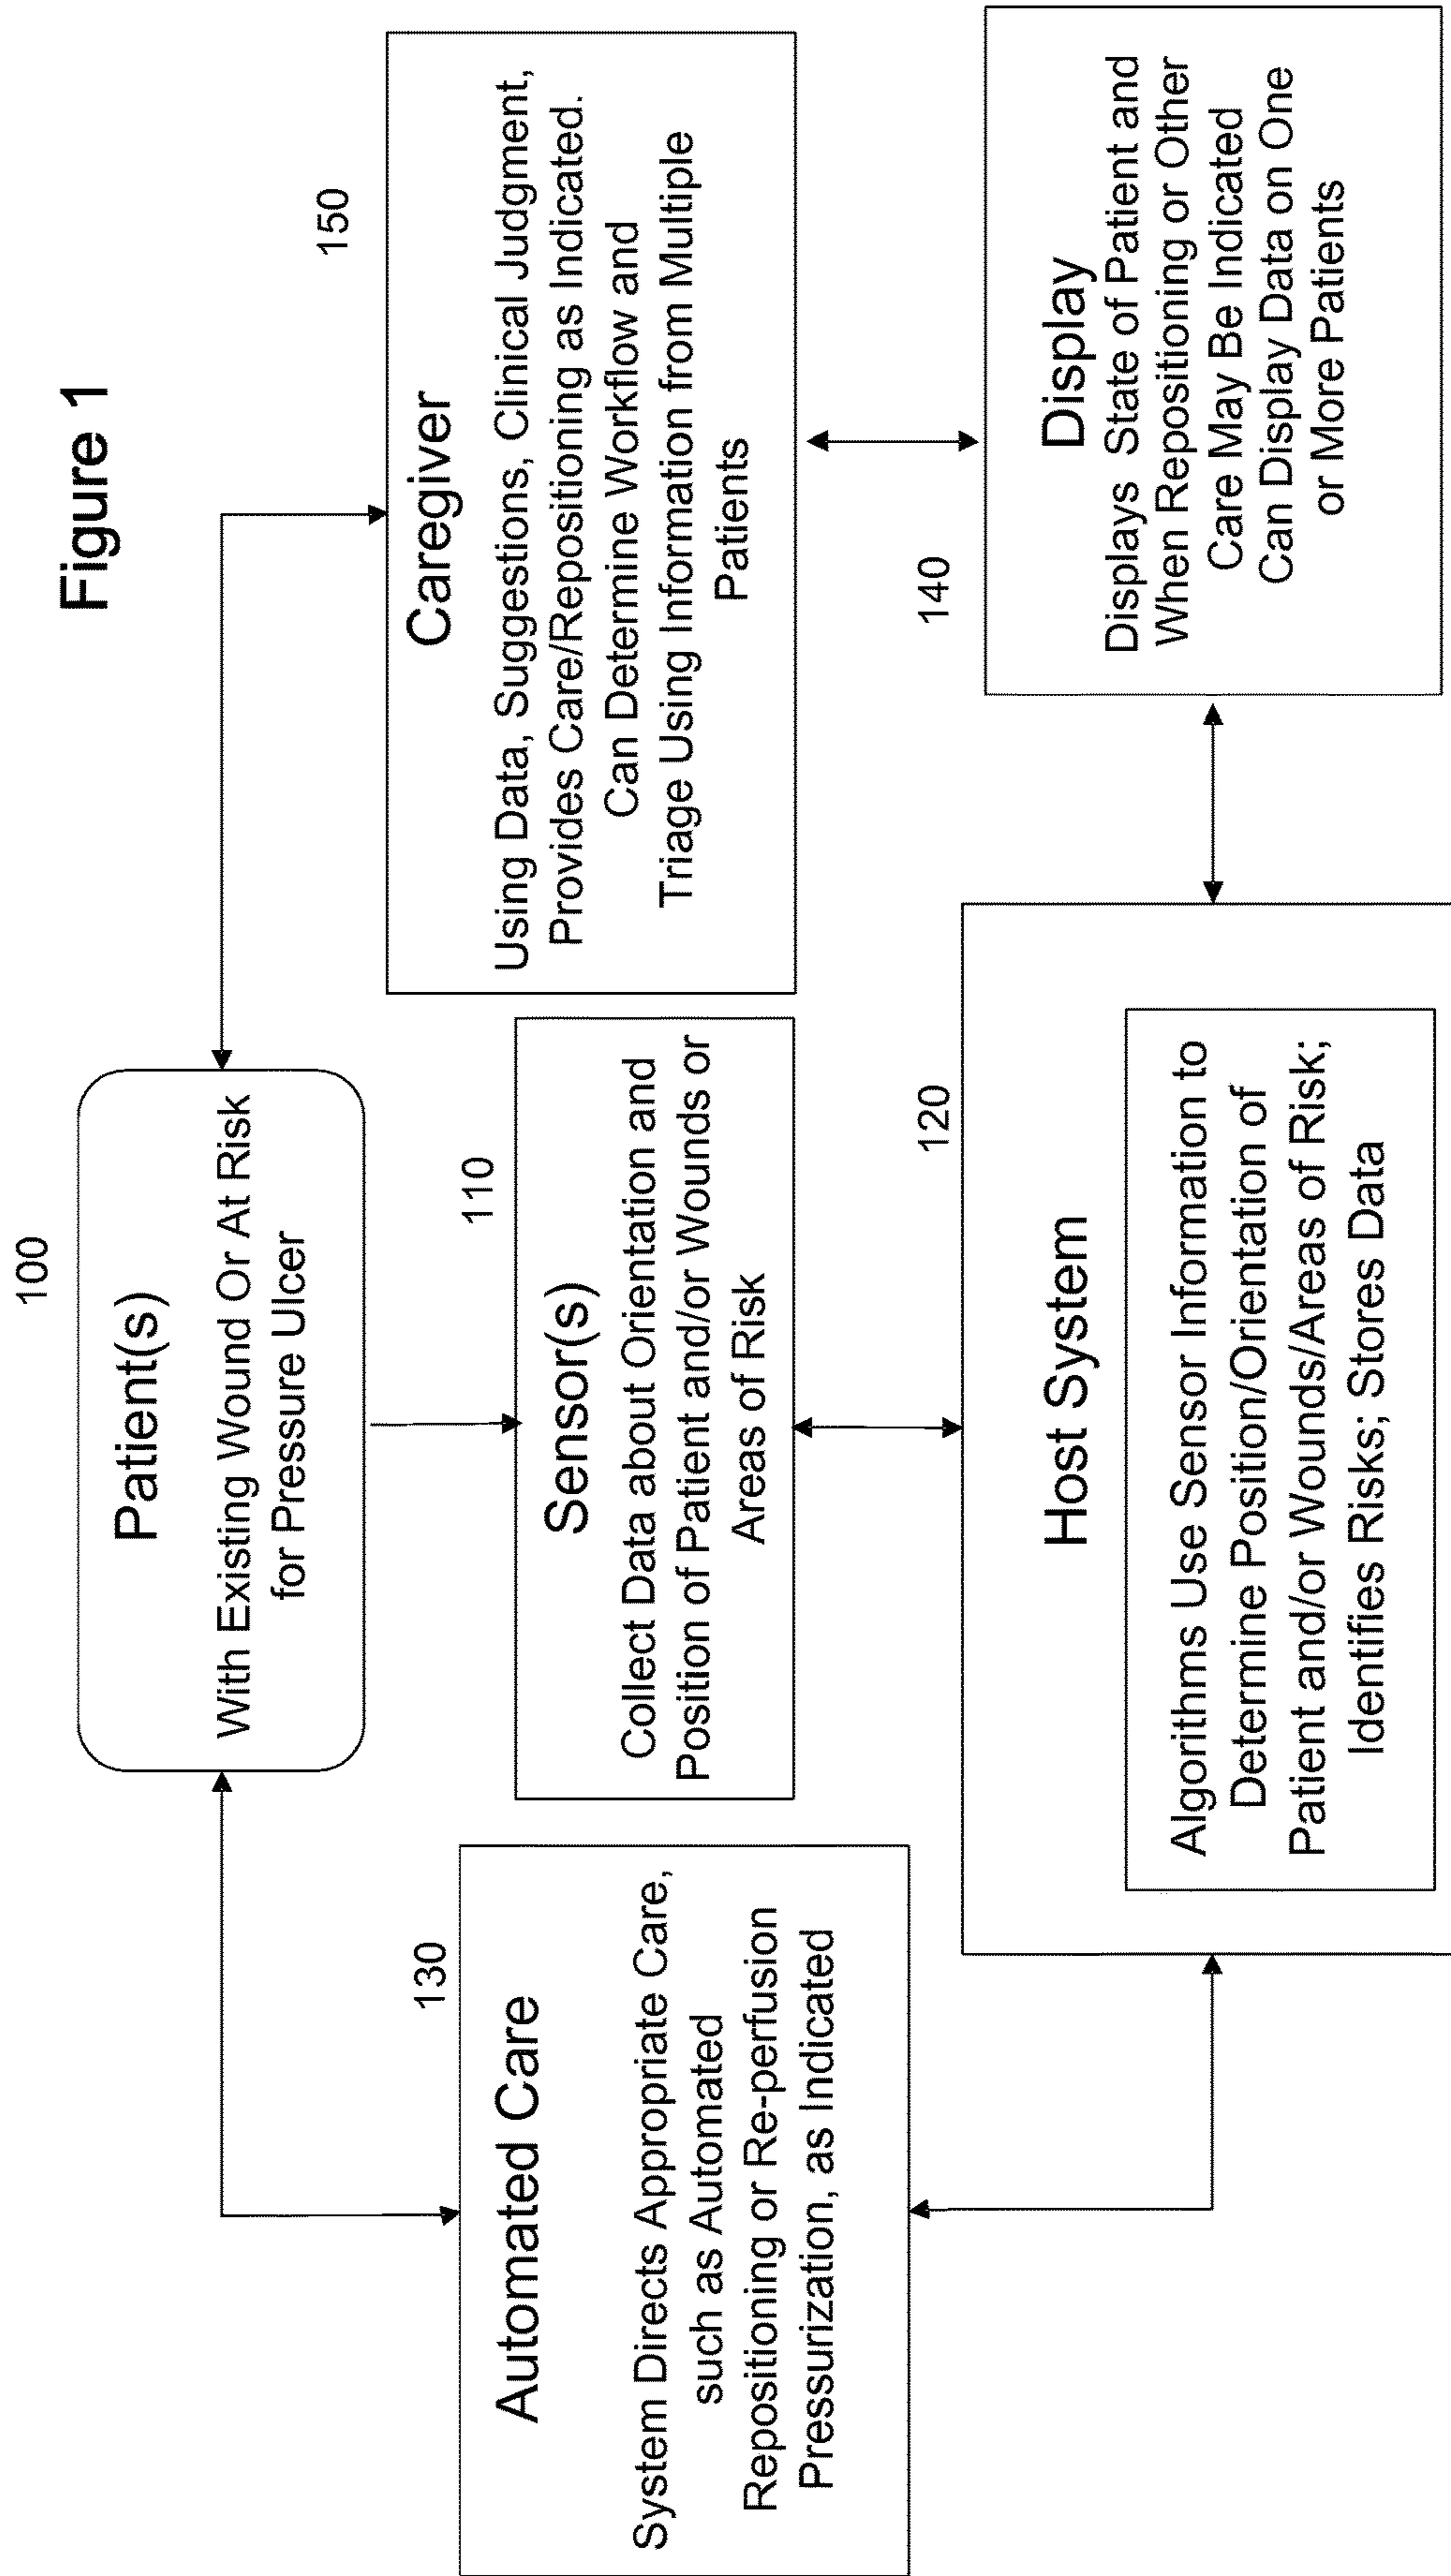 Figure 1
100
Patient(s)
With Existing Wound Or At Risk
for Pressure Ulcer
130
Automated Care
System Directs Appropriate Care,
such as Automated
Repositioning or Re-perfusion
Pressurization, as Indicated
110
Sensor(s)
Collect Data about Orientation and
Position of Patient and/or Wounds or
Areas of Risk
150
Caregiver
Using Data, Suggestions, Clinical Judgment,
Provides Care/Repositioning as Indicated.
Can Determine Workflow and
Triage Using Information from Multiple
Patients
120
Host System
Algorithms Use Sensor Information to
Determine Position/Orientation of
Patient and/or Wounds/Areas of Risk;
Identifies Risks; Stores Data
140
Display
Displays State of Patient and
When Repositioning or Other
Care May Be Indicated
Can Display Data on One
or More Patients